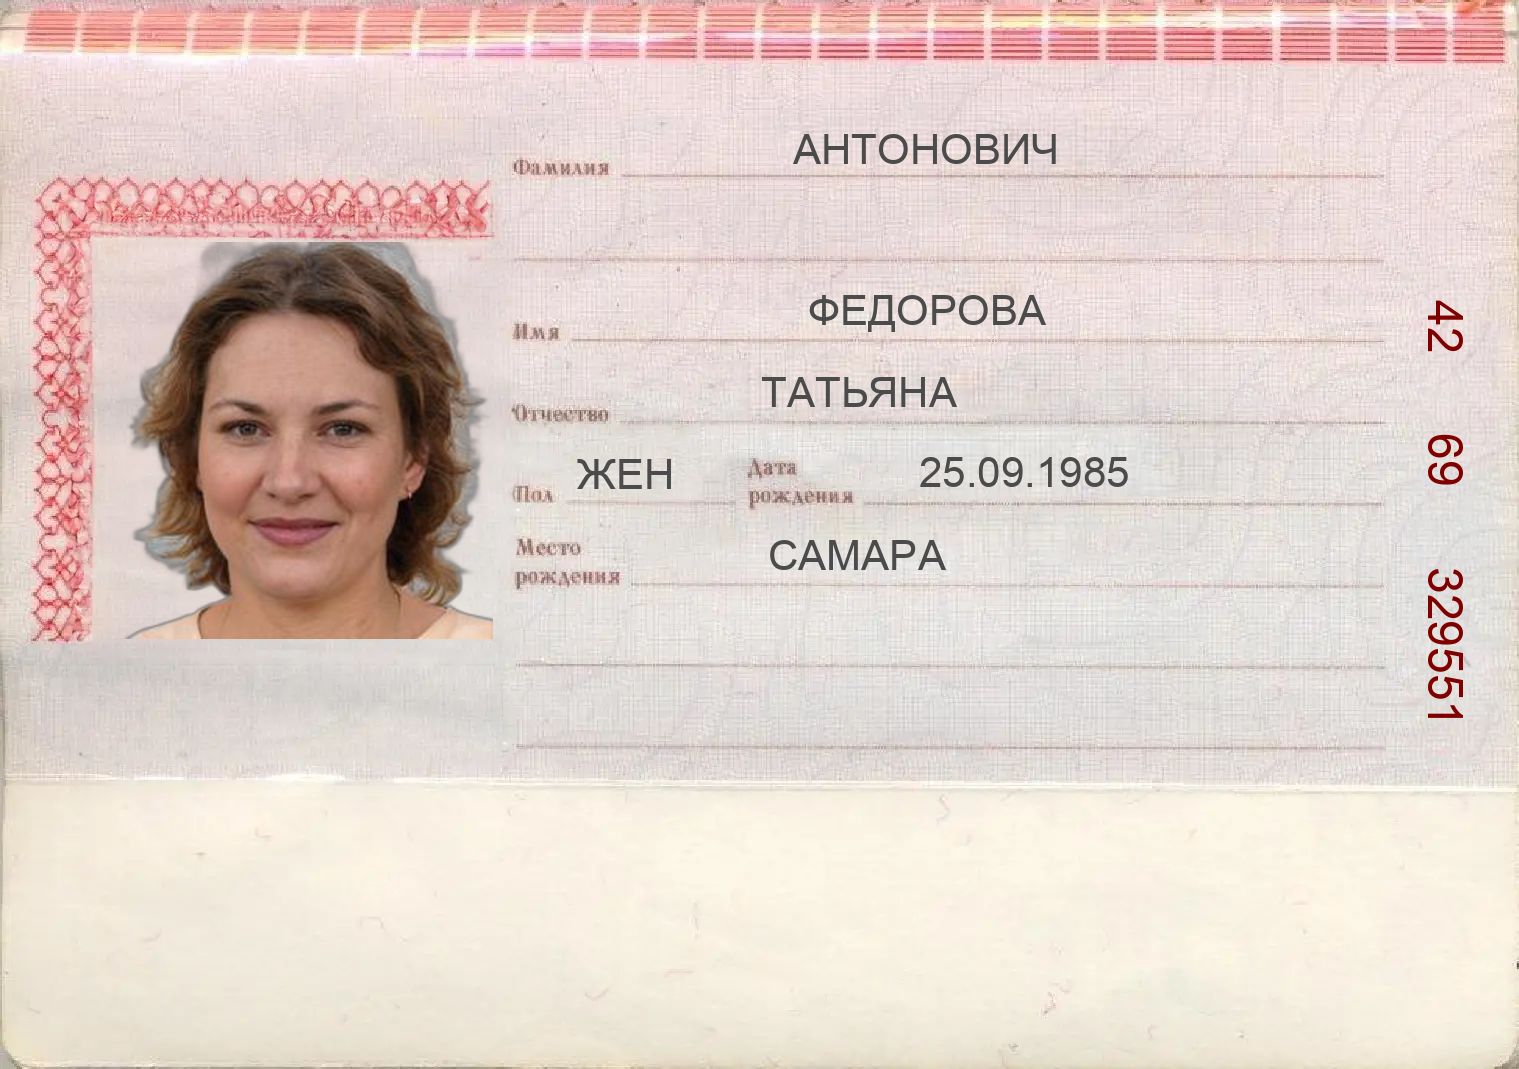 Фамилия АНТОНОВИЧ
Имя ФЕДОРОВА
Отчество ТАТЬЯНА
Пол ЖЕН Дата рождения 25.09.1985
Место рождения САМАРА
42 69 329551